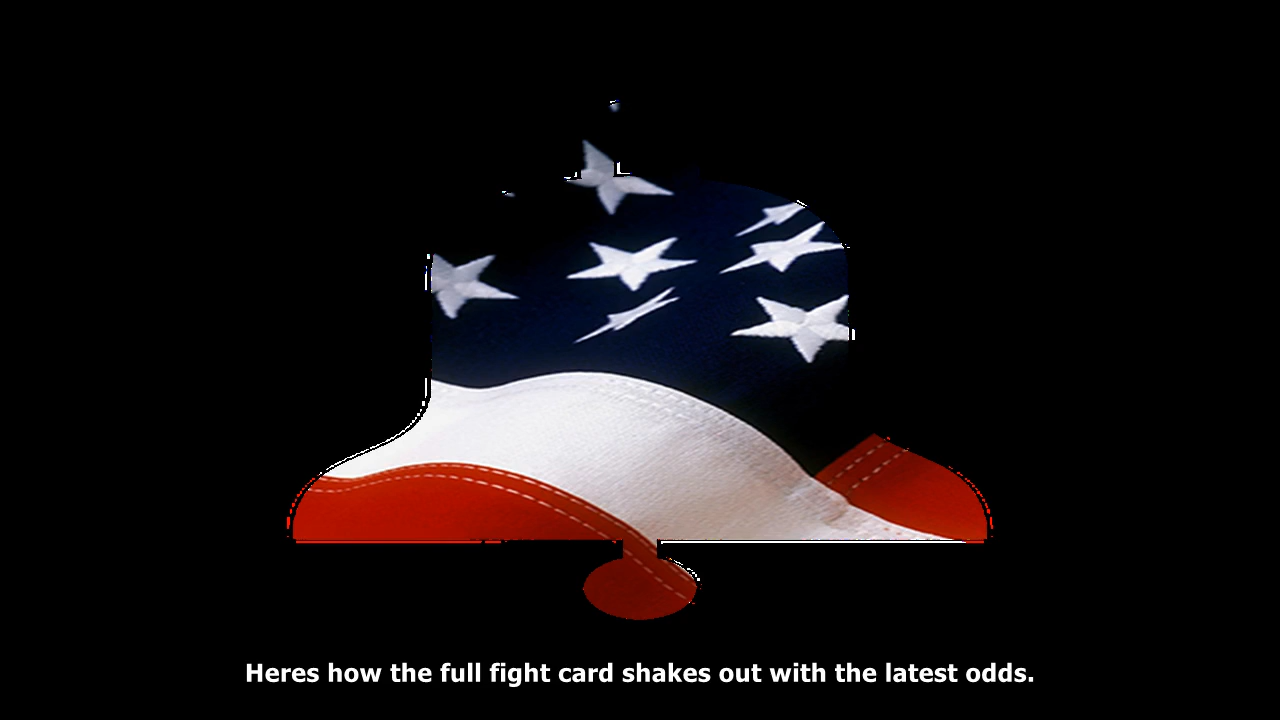 Heres how the full fight card shakes out with the latest odds.